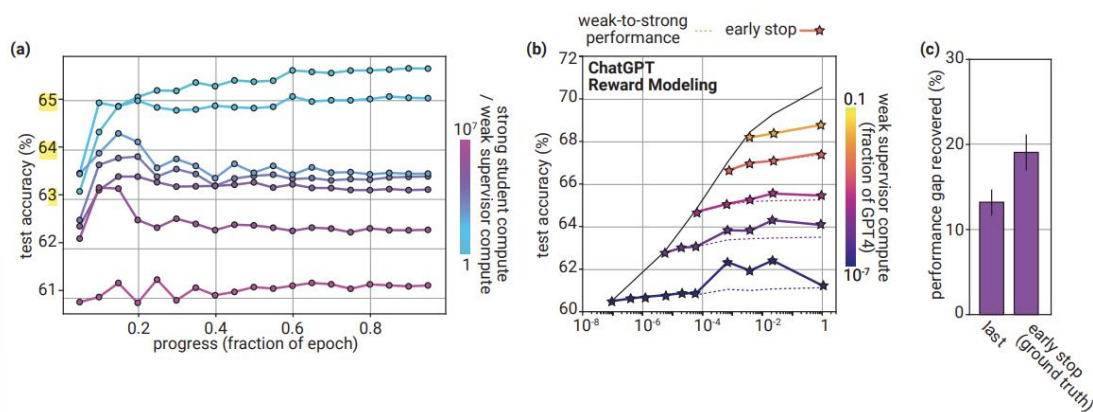 (a)
test accuracy (%)
65
64
63
62
61
0.2
0.4
0.6
0.8
progress (fraction of epoch)
strong student compute
/ weak supervisor compute
10⁷
1
weak-to-strong
performance
early stop
(b)
ChatGPT
Reward Modeling
test accuracy (%)
72
70
68
66
64
62
60
10⁻⁸
10⁻⁶
10⁻⁴
10⁻²
1
weak supervisor compute
(fraction of GPT4)
0.1
10⁻⁷
(c)
performance gap recovered (%)
30
20
10
0
last
early stop
(ground truth)